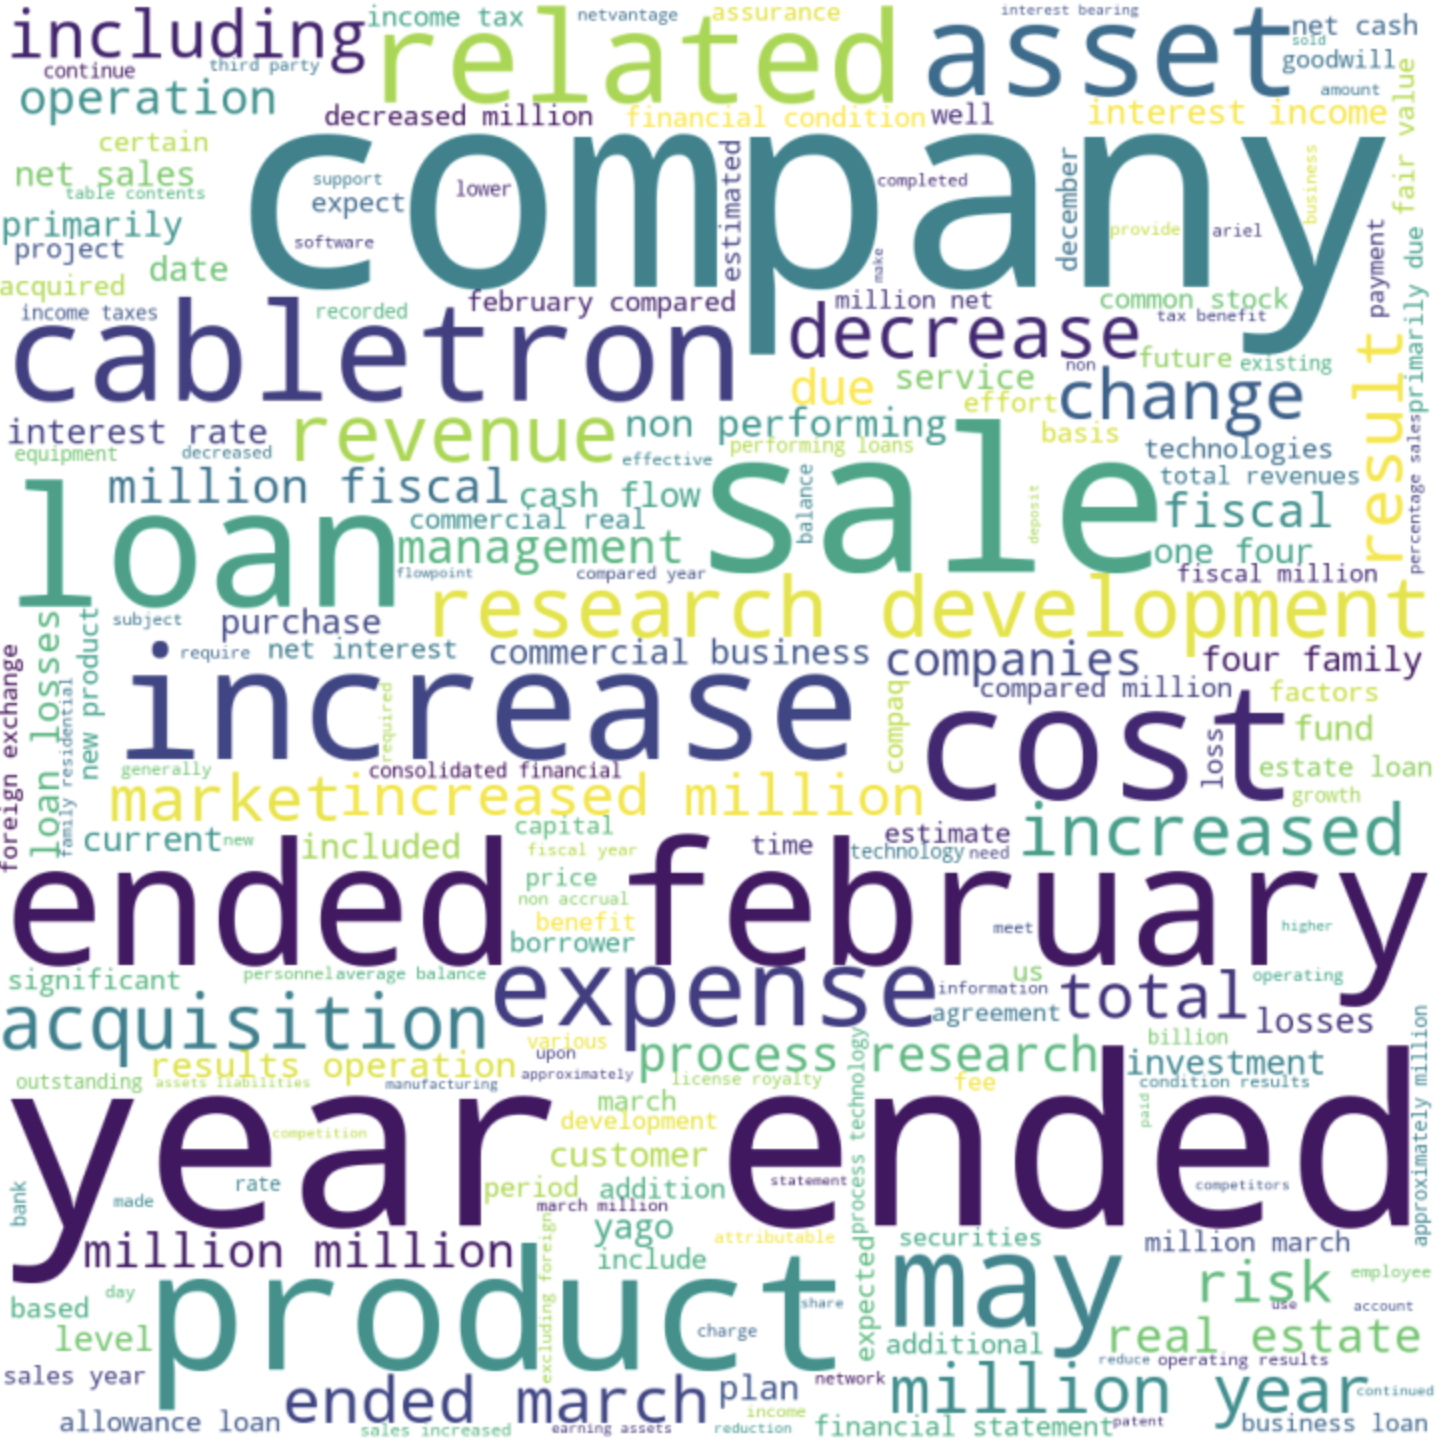 including
income tax
netvantage
assurance
interest bearing
related
asset
net cash
sold
continue
third party
goodwill
operation
amount
decreased million
financial condition
well
interest income
fair value
certain
company
net sales
support
table contents
lower
estimated
completed
december
business
expect
primarily
provide
ariel
software
project
make
payment
date
acquired
february compared
million net
common stock
income taxes
recorded
tax benefit
cabletron
decrease
primarily due
future
existing
non
due
service
change
result
effort
revenue
non performing
interest rate
basis
performing loans
technologies
equipment
decreased
effective
sale
total revenues
million fiscal
cash flow
balance
deposit
fiscal
percentage sales
loan
commercial real
management
one four
flowpoint
compared year
fiscal million
research development
loan losses
new product
subject
purchase
require
net interest
commercial business
companies
four family
foreign exchange
family residential
increase
required
compaq
compared million
factors
cost
fund
loss
generally
consolidated financial
estate loan
market
increased million
growth
current
new
included
capital
time
estimate
increased
fiscal year
technology
need
ended february
price
non accrual
benefit
meet
higher
borrower
significant
personnel
average balance
expense
us
operating
information
total
acquisition
agreement
losses
various
process research
billion
results operation
upon
investment
outstanding
assets liabilities
manufacturing
approximately
license royalty
fee
condition results
year ended
march
process technology
paid
approximately million
competition
development
customer
bank
made
rate
period
addition
statement
competitors
march million
yago
attributable
million million
excluding foreign
include
expected
securities
million march
product
may
risk
employee
day
based
share
use
account
level
charge
additional
real estate
sales year
network
reduce
operating results
ended march
plan
million year
continued
allowance loan
income
sales increased
earning assets
reduction
financial statement
patent
business loan